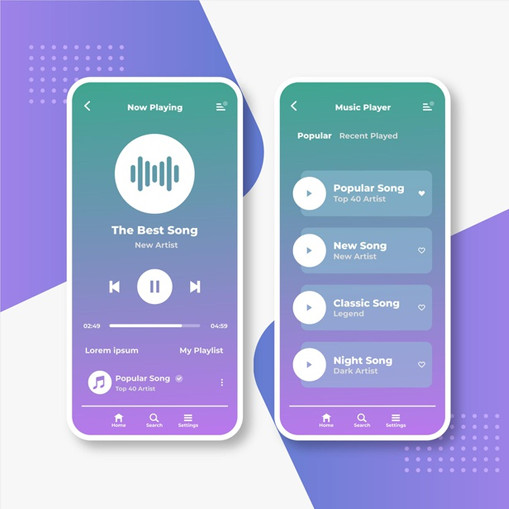 Now Playing
The Best Song
New Artist
02:49
04:59
Lorem ipsum
My Playlist
Popular Song
Top 40 Artist
Home
Search
Settings
Music Player
Popular
Recent Played
Popular Song
Top 40 Artist
New Song
New Artist
Classic Song
Legend
Night Song
Dark Artist
Home
Search
Settings